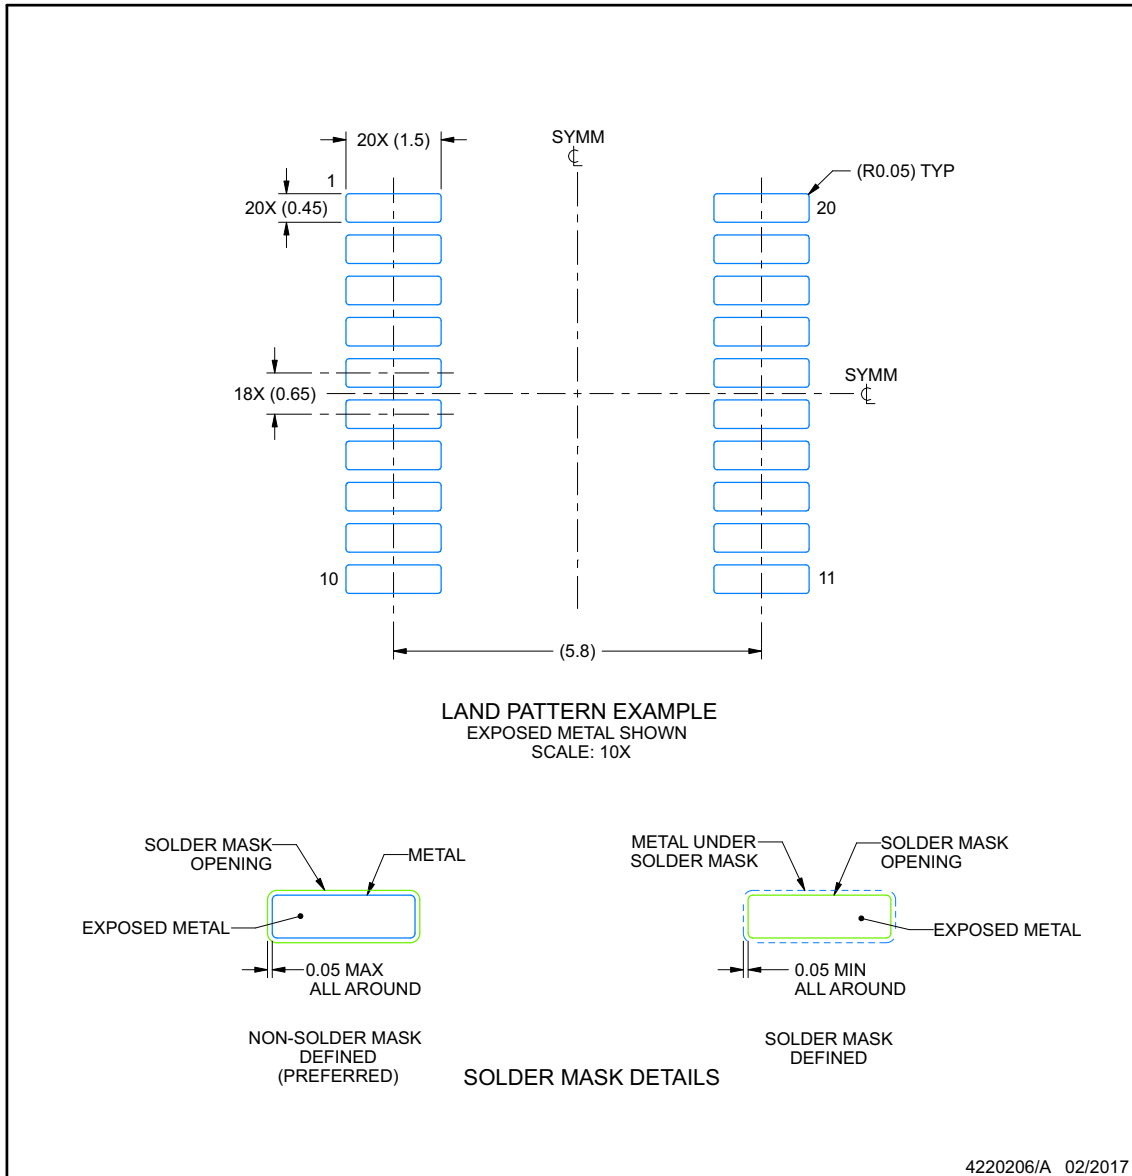 20X (1.5)
SYMM
(R0.05) TYP
1
20X (0.45)
20
SYMM
18X (0.65)
10
11
(5.8)
LAND PATTERN EXAMPLE
EXPOSED METAL SHOWN
SCALE: 10X
SOLDER MASK
OPENING
METAL
EXPOSED METAL
0.05 MAX
ALL AROUND
NON-SOLDER MASK
DEFINED
(PREFERRED)
METAL UNDER
SOLDER MASK
SOLDER MASK
OPENING
EXPOSED METAL
0.05 MIN
ALL AROUND
SOLDER MASK
DEFINED
SOLDER MASK DETAILS
4220206/A 02/2017